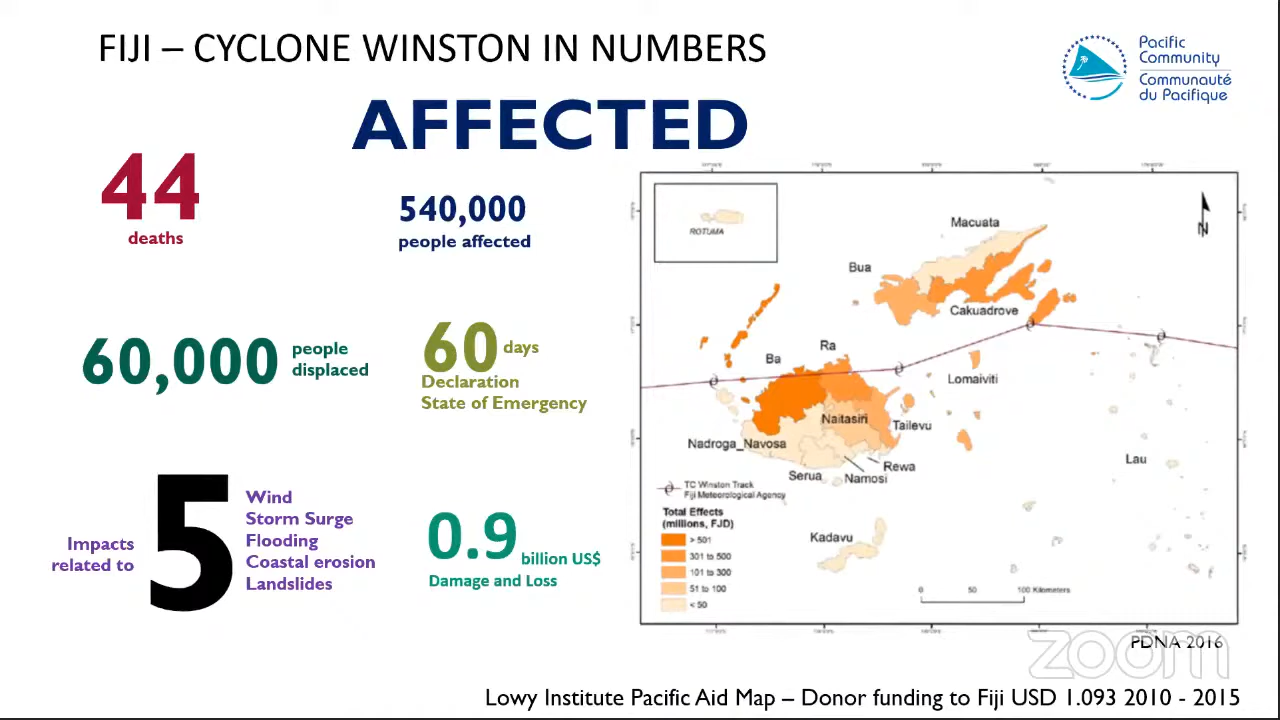 FIJI – CYCLONE WINSTON IN NUMBERS
Pacific
Community
Communauté
du Pacifique
AFFECTED
44
deaths
540,000
people affected
60,000
people
displaced
60 days
Declaration
State of Emergency
Impacts
related to
5
Wind
Storm Surge
Flooding
Coastal erosion
Landslides
0.9 billion US$
Damage and Loss
ROTUMA
N
Macuata
Bua
Cakuadrove
Ra
Ba
Lomaiviti
Naitasiri
Tailevu
Nadroga_Navosa
Rewa
Serua
Namosi
Lau
Kadavu
TC Winston Track
Fiji Meteorological Agency
Total Effects
(millions, FJD)
> 501
301 to 500
101 to 300
51 to 100
< 50
0 50 100 Kilometers
zoom
PDNA 2016
Lowy Institute Pacific Aid Map – Donor funding to Fiji USD 1.093 2010 - 2015